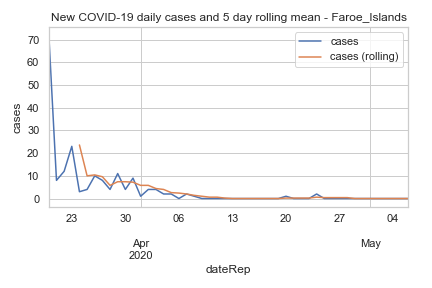 New COVID-19 daily cases and 5 day rolling mean - Faroe_Islands
cases
cases (rolling)
70
60
50
40
30
20
10
0
cases
23 30 06 13 20 27 04
Apr May
2020
dateRep